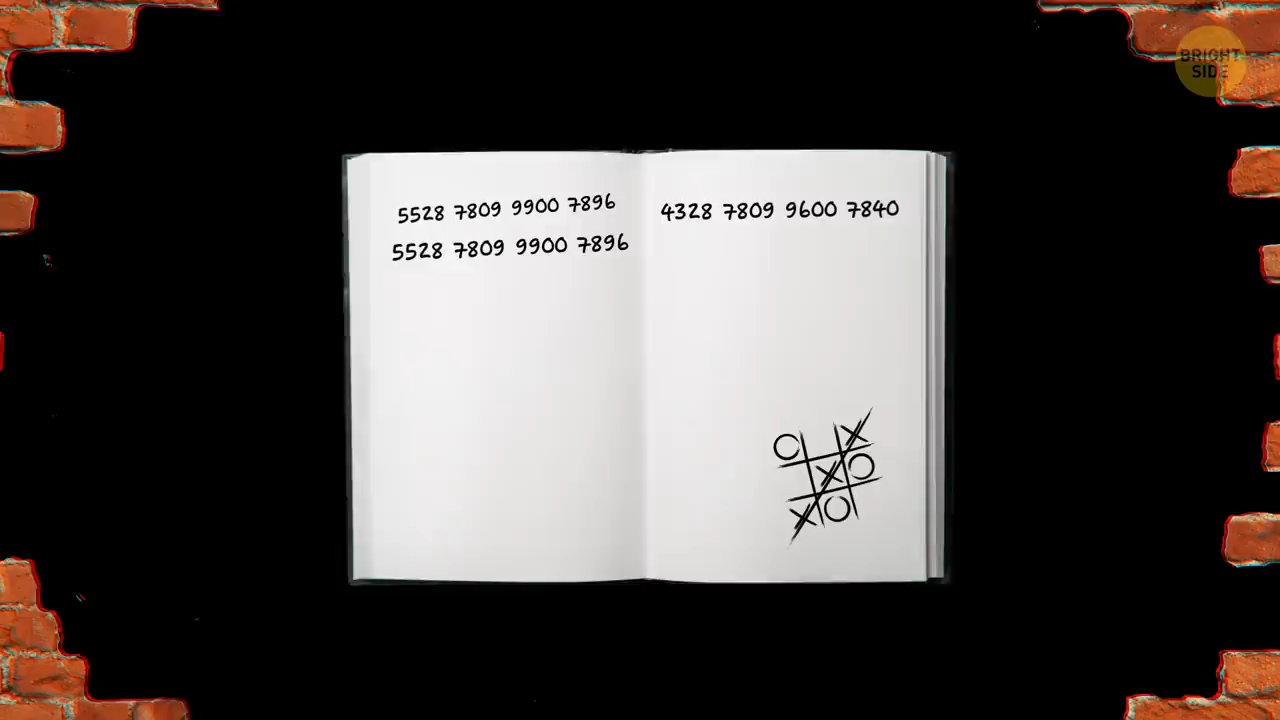 BRIGHT
SIDE
5528 7809 9900 7896
5528 7809 9900 7896
4328 7809 9600 7840
O X
X O
X O